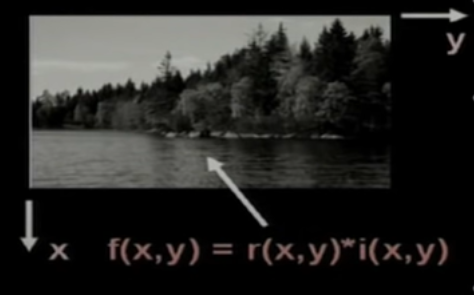 y
x f(x,y) = r(x,y)*i(x,y)